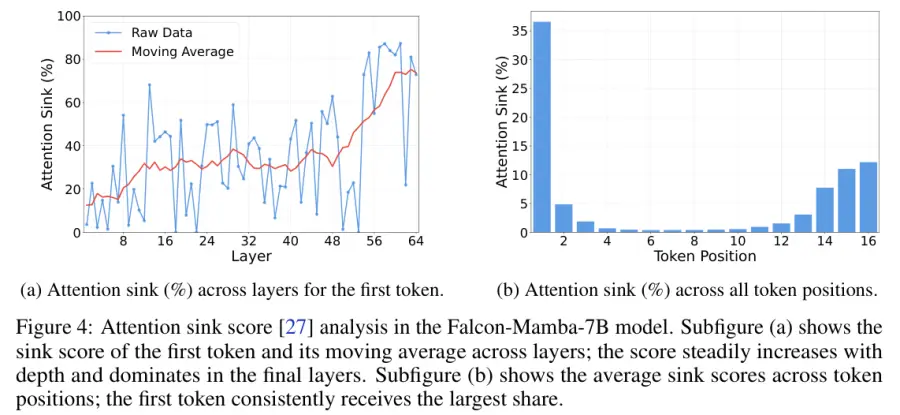 100
80
60
40
20
0
Attention Sink (%)
Raw Data
Moving Average
8 16 24 32 40 48 56 64
Layer
35
30
25
20
15
10
5
0
Attention Sink (%)
2 4 6 8 10 12 14 16
Token Position
(a) Attention sink (%) across layers for the first token.
(b) Attention sink (%) across all token positions.
Figure 4: Attention sink score [27] analysis in the Falcon-Mamba-7B model. Subfigure (a) shows the
sink score of the first token and its moving average across layers; the score steadily increases with
depth and dominates in the final layers. Subfigure (b) shows the average sink scores across token
positions; the first token consistently receives the largest share.